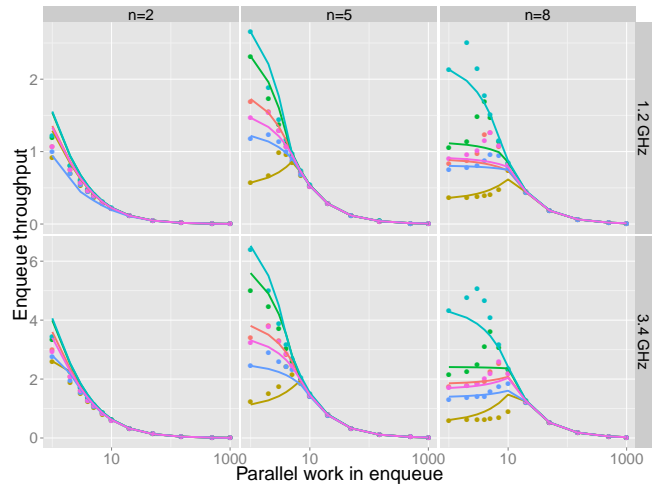 n=2 n=5 n=8
Enqueue throughput
2
1
0
1.2 GHz
6
4
2
0
3.4 GHz
10 1000 10 1000 10 1000
Parallel work in enqueue